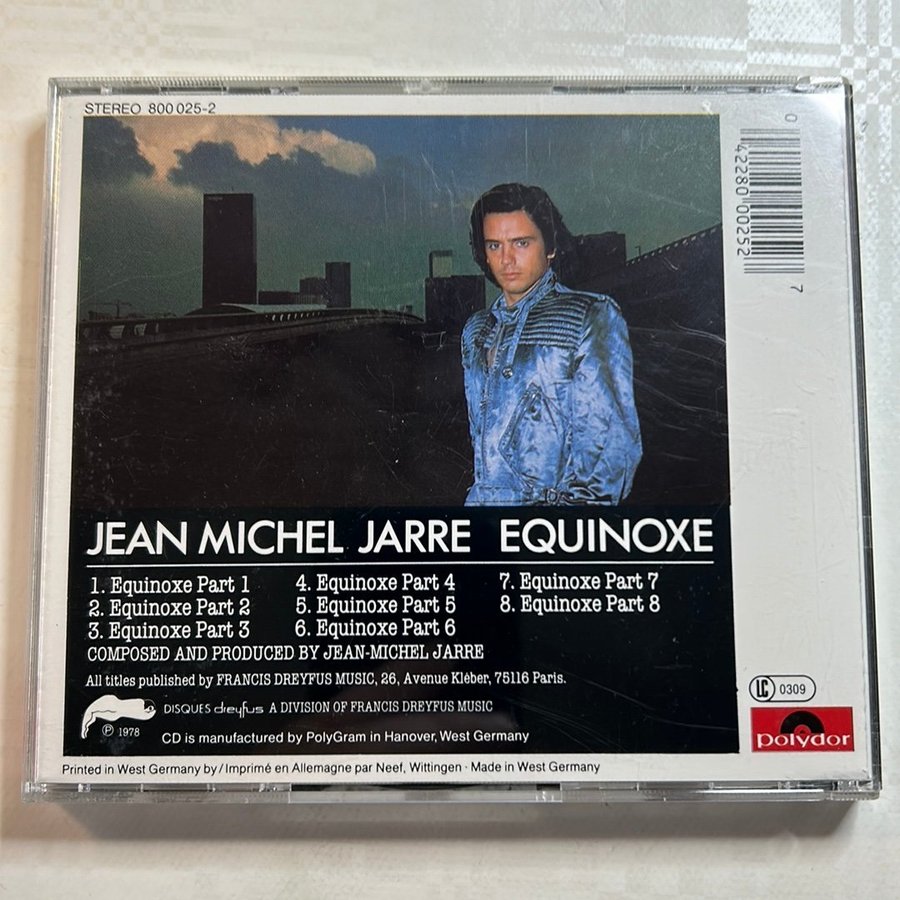 STEREO 800 025-2
0 42280 00252 7
JEAN MICHEL JARRE EQUINOXE
1. Equinoxe Part 1
2. Equinoxe Part 2
3. Equinoxe Part 3
4. Equinoxe Part 4
5. Equinoxe Part 5
6. Equinoxe Part 6
7. Equinoxe Part 7
8. Equinoxe Part 8
COMPOSED AND PRODUCED BY JEAN-MICHEL JARRE
All titles published by FRANCIS DREYFUS MUSIC, 26, Avenue Kléber, 75116 Paris.
DISQUES dreyfus A DIVISION OF FRANCIS DREYFUS MUSIC
℗ 1978
CD is manufactured by PolyGram in Hanover, West Germany
LC 0309
polydor
Printed in West Germany by / Imprimé en Allemagne par Neef, Wittingen · Made in West Germany